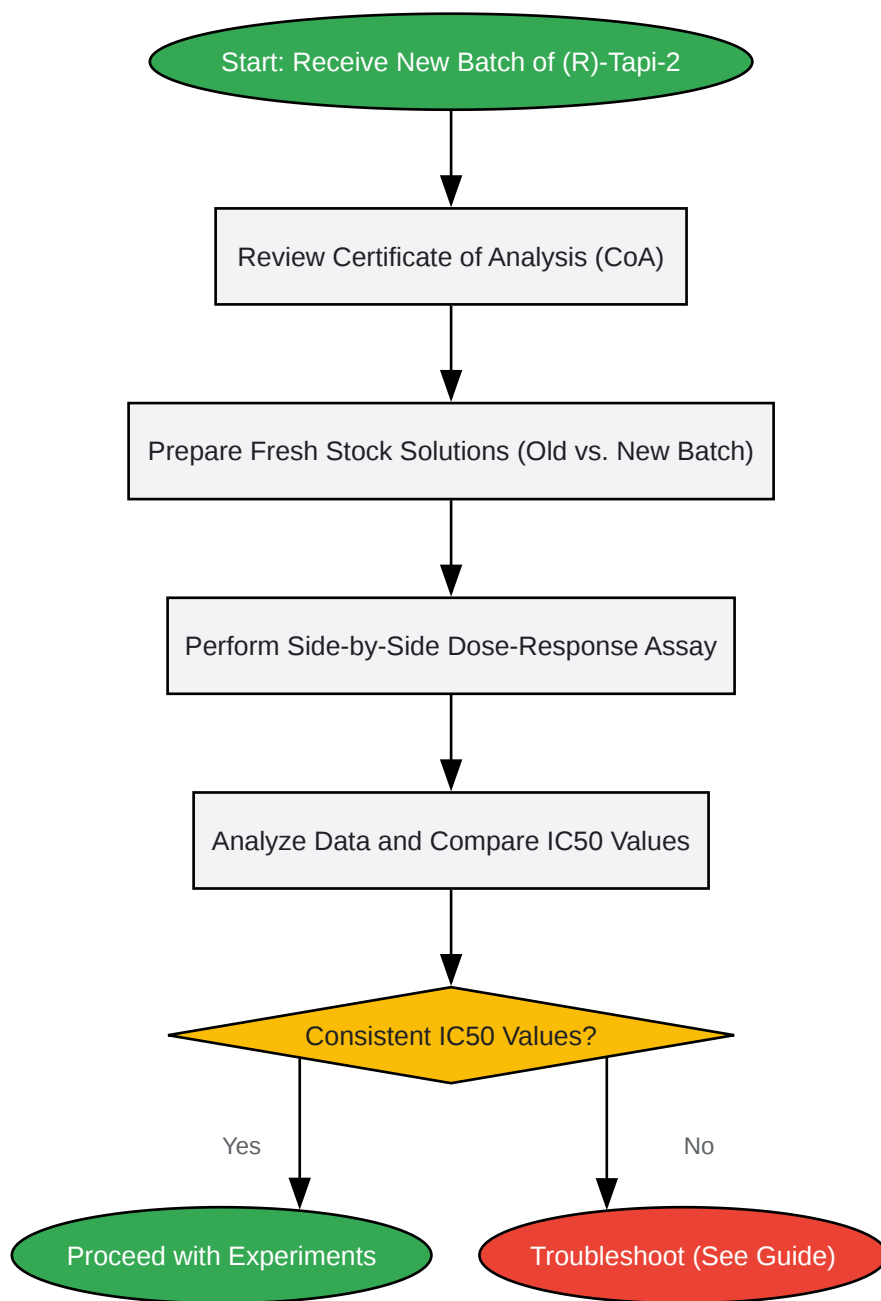 Start: Receive New Batch of (R)-Tapi-2
Review Certificate of Analysis (CoA)
Prepare Fresh Stock Solutions (Old vs. New Batch)
Perform Side-by-Side Dose-Response Assay
Analyze Data and Compare IC50 Values
Consistent IC50 Values?
Yes
No
Proceed with Experiments
Troubleshoot (See Guide)